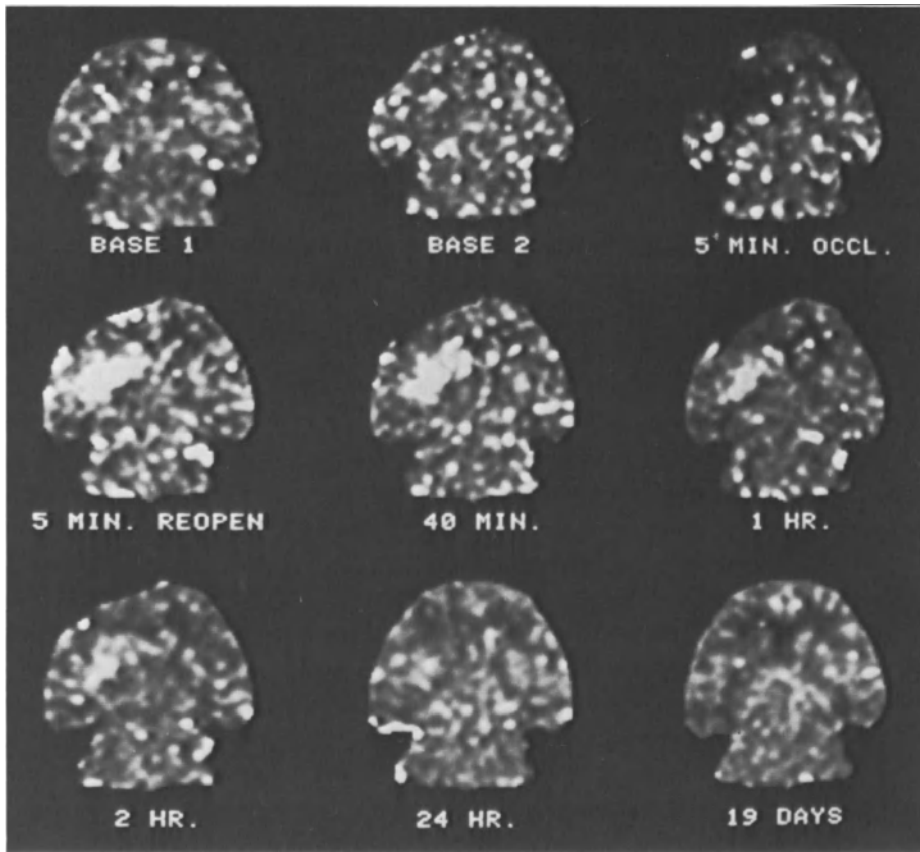 BASE 1
BASE 2
5' MIN. OCCL.
5 MIN. REOPEN
40 MIN.
1 HR.
2 HR.
24 HR.
19 DAYS